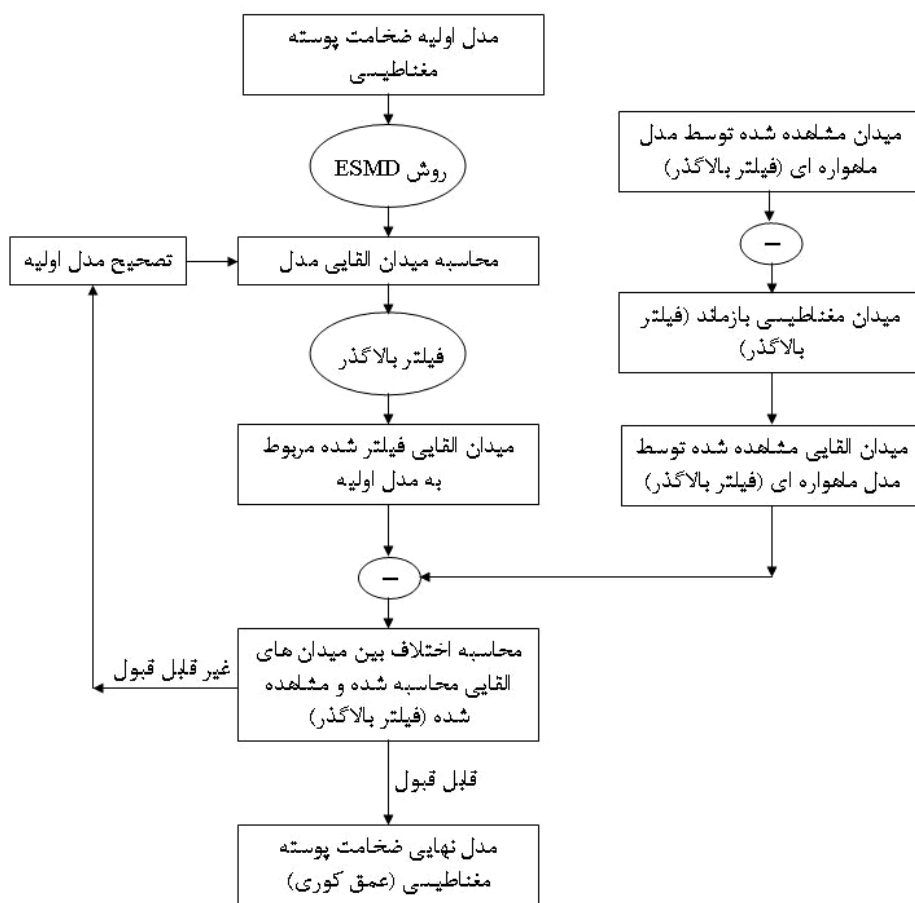 مدل اولیه ضخامت پوسته
مغناطیسی
روش ESMD
محاسبه میدان القایی مدل
تصحیح مدل اولیه
فیلتر بالاگذر
میدان القایی فیلتر شده مربوط
به مدل اولیه
میدان مشاهده شده توسط مدل
ماهواره ای (فیلتر بالاگذر)
–
میدان مغناطیسی بازماند (فیلتر
بالاگذر)
میدان القایی مشاهده شده توسط
مدل ماهواره ای (فیلتر بالاگذر)
–
محاسبه اختلاف بین میدان های
القایی محاسبه شده و مشاهده
شده (فیلتر بالاگذر)
غیر قابل قبول
قابل قبول
مدل نهایی ضخامت پوسته
مغناطیسی (عمق کوری)